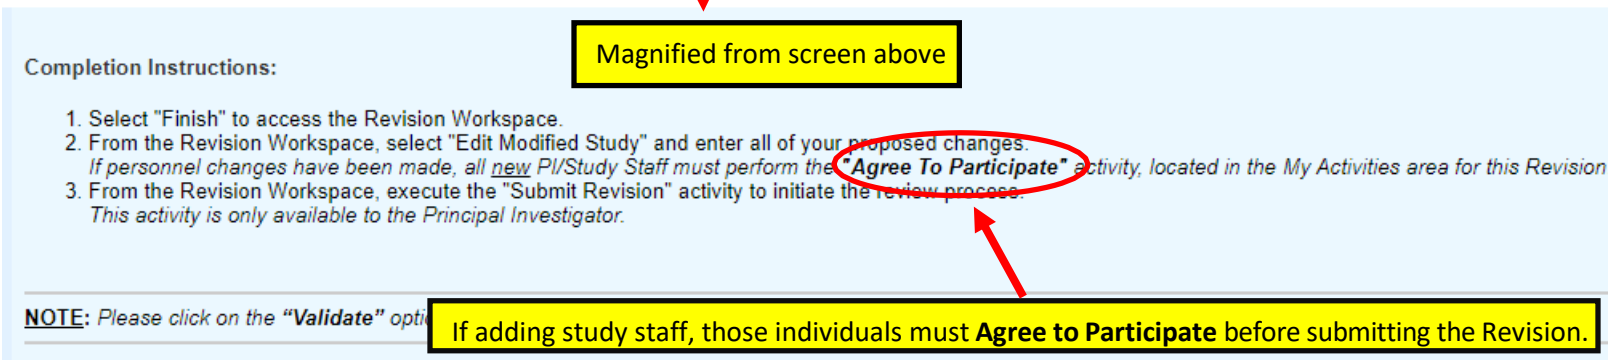 Magnified from screen above
Completion Instructions:
1. Select "Finish" to access the Revision Workspace.
2. From the Revision Workspace, select "Edit Modified Study" and enter all of your proposed changes.
If personnel changes have been made, all new PI/Study Staff must perform the "Agree To Participate" activity, located in the My Activities area for this Revision
3. From the Revision Workspace, execute the "Submit Revision" activity to initiate the review process.
This activity is only available to the Principal Investigator.
NOTE: Please click on the “Validate”
If adding study staff, those individuals must Agree to Participate before submitting the Revision.